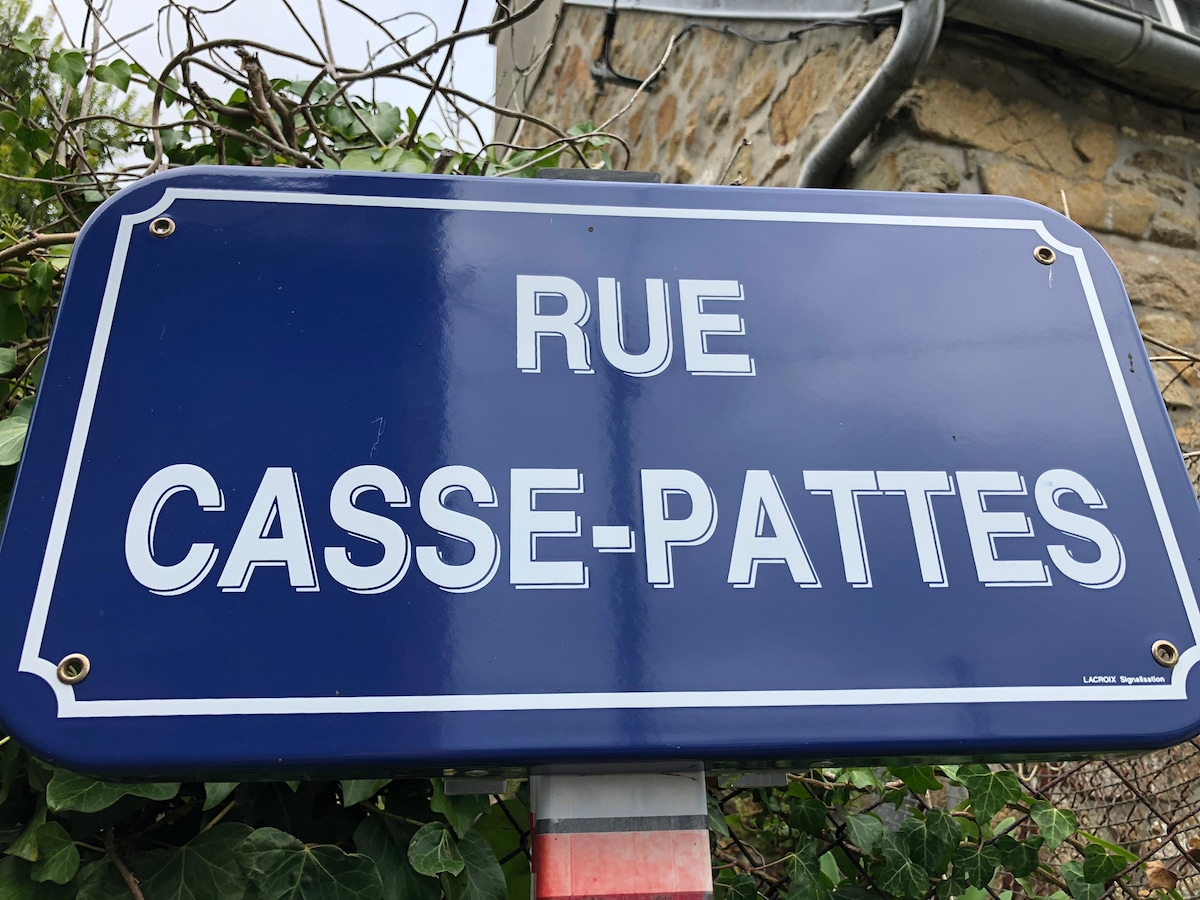 RUE
CASSE-PATTES
LACROIX Signalisation